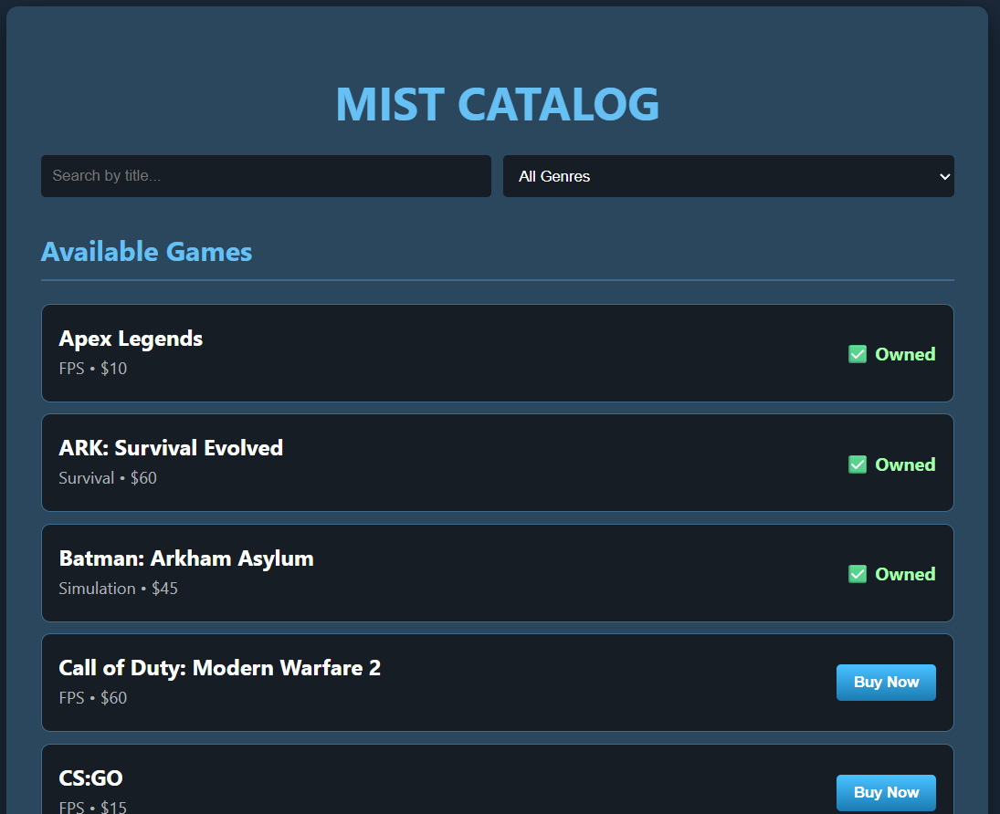 MIST CATALOG
Search by title...
All Genres
Available Games
Apex Legends
FPS • $10
✅ Owned
ARK: Survival Evolved
Survival • $60
✅ Owned
Batman: Arkham Asylum
Simulation • $45
✅ Owned
Call of Duty: Modern Warfare 2
FPS • $60
Buy Now
CS:GO
FPS • $15
Buy Now